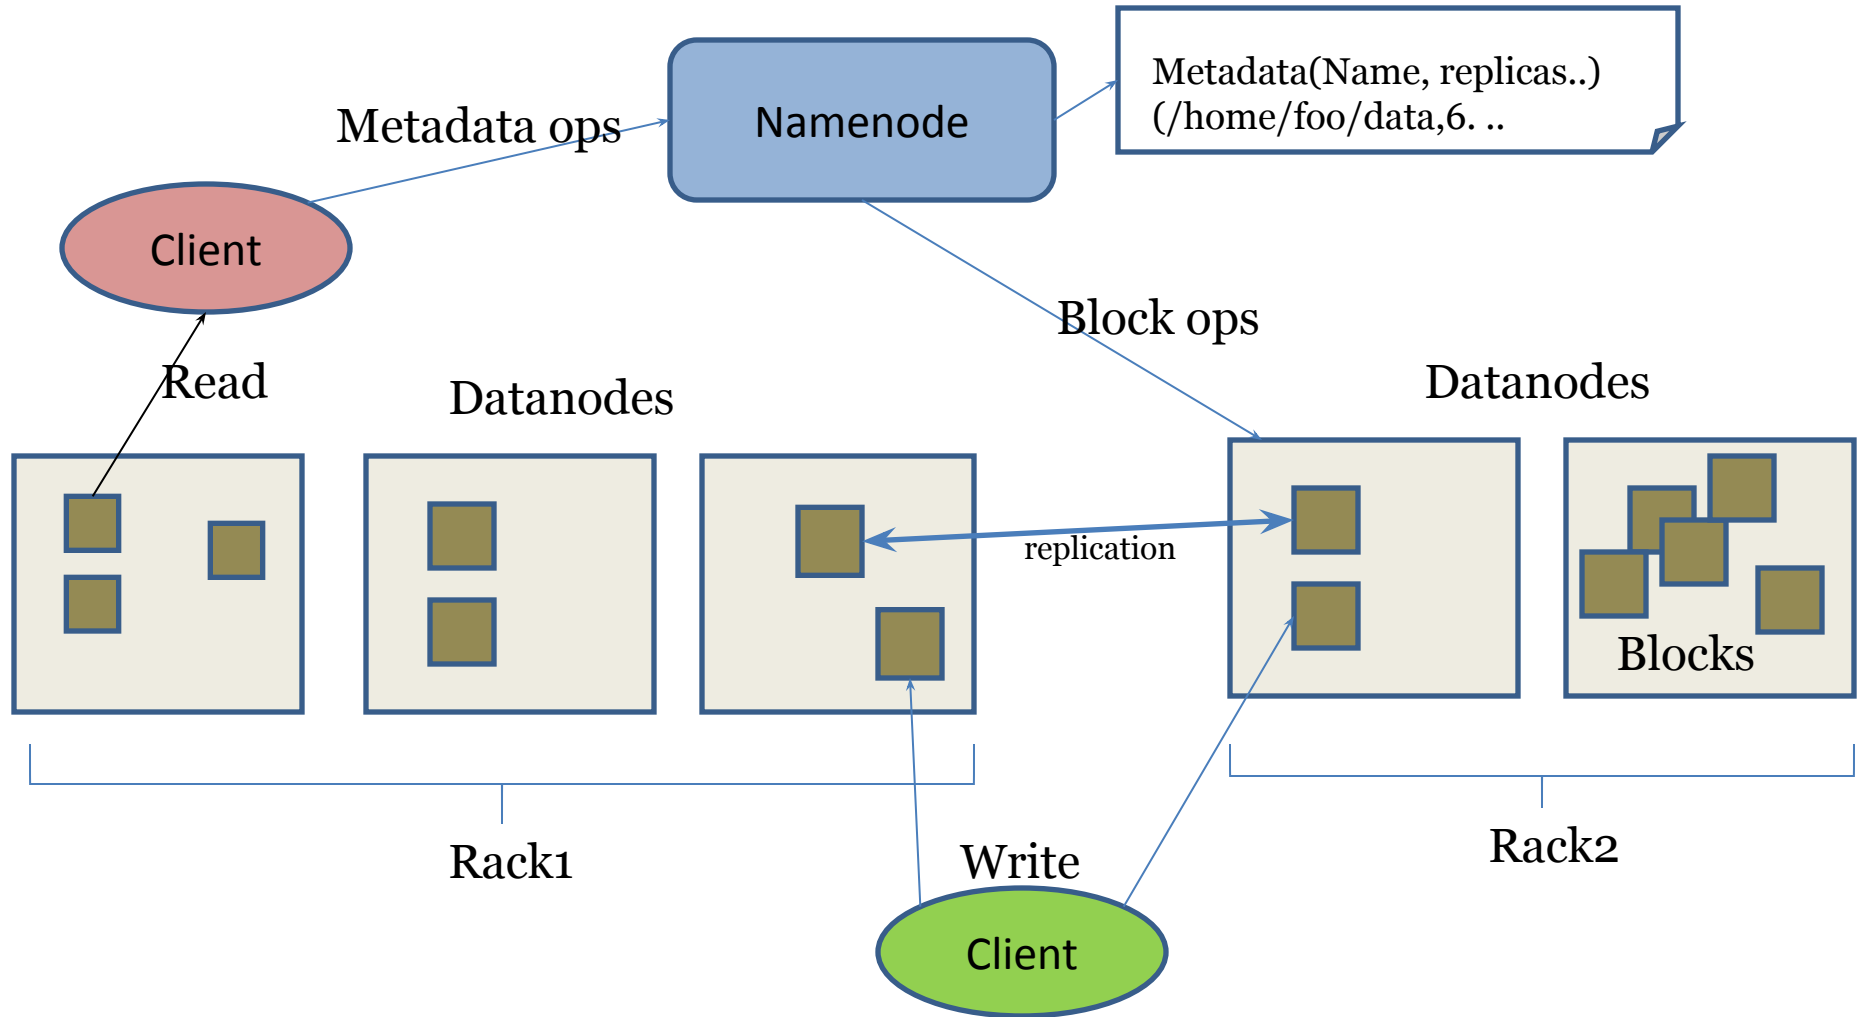 Metadata(Name, replicas..)
(/home/foo/data,6. ..
Namenode
Metadata ops
Client
Block ops
Read
Datanodes
Datanodes
replication
Blocks
Rack1
Write
Rack2
Client